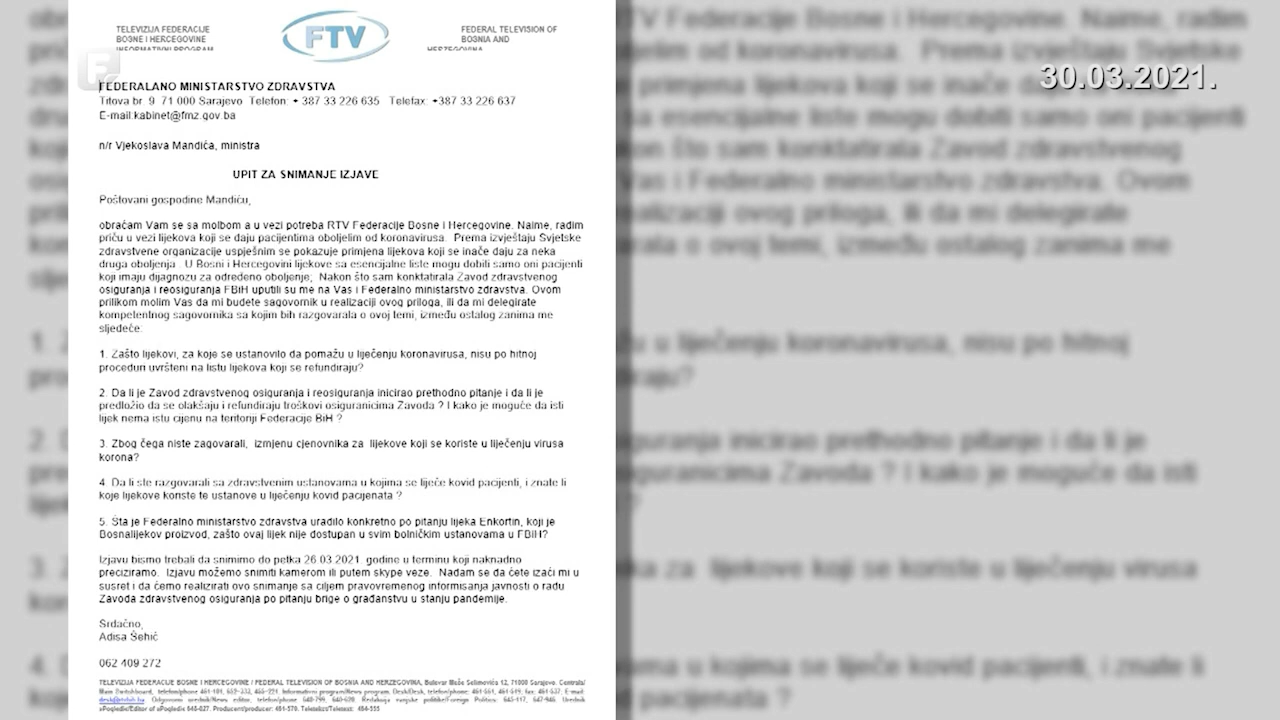 TELEVIZIJA FEDERACIJE
BOSNE I HERCEGOVINE
INFORMATIVNI PROGRAM
FTV
FEDERAL TELEVISION OF
BOSNIA AND
HERZEGOVINA
30.03.2021.
FEDERALANO MINISTARSTVO ZDRAVSTVA
Titova br. 9 71 000 Sarajevo Telefon: + 387 33 226 635 Telefax: +387 33 226 637
E-mail:kabinet@fmz.gov.ba
n/r Vjekoslava Mandića, ministra
UPIT ZA SNIMANJE IZJAVE
Poštovani gospodine Mandiću,
obraćam Vam se sa molbom a u vezi potreba RTV Federacije Bosne i Hercegovine. Naime, radim
priču u vezi lijekova koji se daju pacijentima oboljelim od koronavirusa: Prema izvještaju Svjetske
zdravstvene organizacije uspješnim se pokazuje primjena lijekova koji se inače daju za neka
druga oboljenja . U Bosni i Hercegovini lijekove sa esencijalne liste mogu dobiti samo oni pacijenti
koji imaju dijagnozu za određeno oboljenje; Nakon što sam konktatirala Zavod zdravstvenog
osiguranja i reosiguranja FBiH uputili su me na Vas i Federalno ministarstvo zdravstva. Ovom
prilikom molim Vas da mi budete sagovornik u realizaciji ovog priloga, ili da mi delegirate
kompetentnog sagovornika sa kojim bih razgovarala o ovoj temi, između ostalog zanima me
sljedeće:
1. Zašto lijekovi, za koje se ustanovilo da pomažu u liječenju koronavirusa, nisu po hitnoj
proceduri uvršteni na listu lijekova koji se refundiraju?
2. Da li je Zavod zdravstvenog osiguranja i reosiguranja inicirao prethodno pitanje i da li je
predložio da se olakšaju i refundiraju troškovi osiguranicima Zavoda ? I kako je moguće da isti
lijek nema istu cijenu na teritoriji Federacije BiH ?
3. Zbog čega niste zagovarali, izmjenu cjenovnika za lijekove koji se koriste u liječenju virusa
korona?
4. Da li ste razgovarali sa zdravstvenim ustanovama u kojima se liječe kovid pacijenti, i znate li
koje lijekove koriste te ustanove u liječenju kovid pacijenata ?
5. Šta je Federalno ministarstvo zdravstva uradilo konkretno po pitanju lijeka Enkortin, koji je
Bosnalijekov proizvod, zašto ovaj lijek nije dostupan u svim bolničkim ustanovama u FBiH?
Izjavu bismo trebali da snimimo do petka 26.03.2021. godine u terminu koji naknadno
preciziramo. Izjavu možemo snimiti kamerom ili putem skype veze. Nadam se da ćete izaći mi u
susret i da ćemo realizirati ovo snimanje sa ciljem pravovremenog informisanja javnosti o radu
Zavoda zdravstvenog osiguranja po pitanju brige o građanstvu u stanju pandemije.
Srdačno,
Adisa Šehić
062 409 272
TELEVIZIJA FEDERACIJE BOSNE I HERCEGOVINE / FEDERAL TELEVISION OF BOSNIA AND HERZEGOVINA, Bulevar Meše Selimovića 12, 71000 Sarajevo. Centrala/